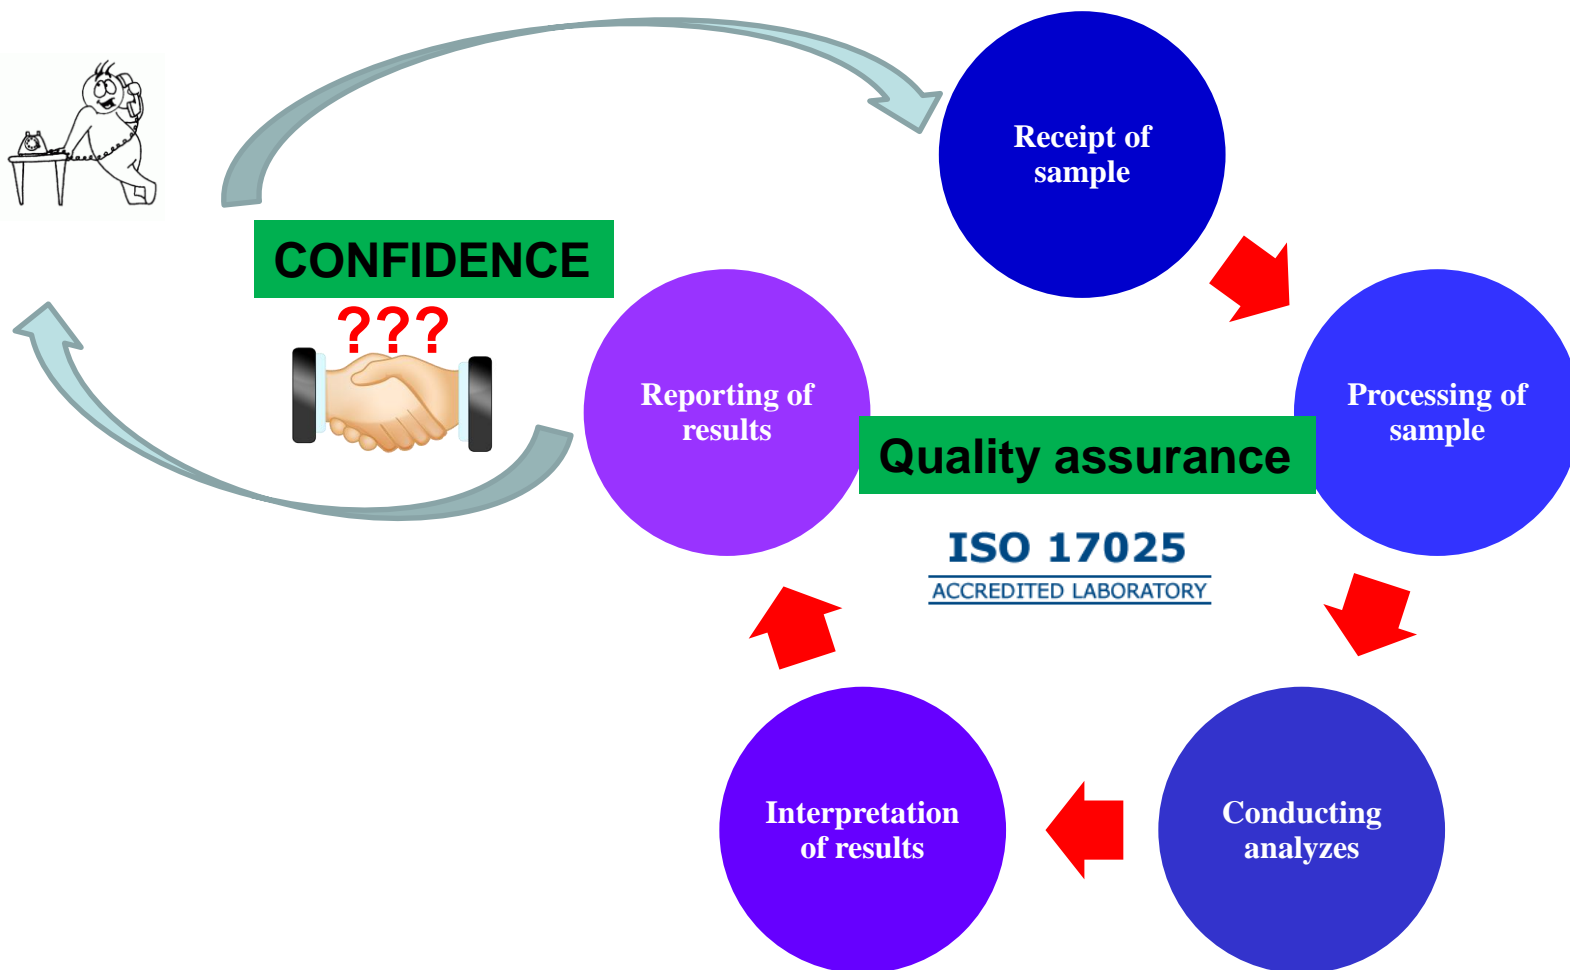 Receipt of
sample
CONFIDENCE
???
Reporting of
results
Processing of
sample
Quality assurance
ISO 17025
ACCREDITED LABORATORY
Interpretation
of results
Conducting
analyzes